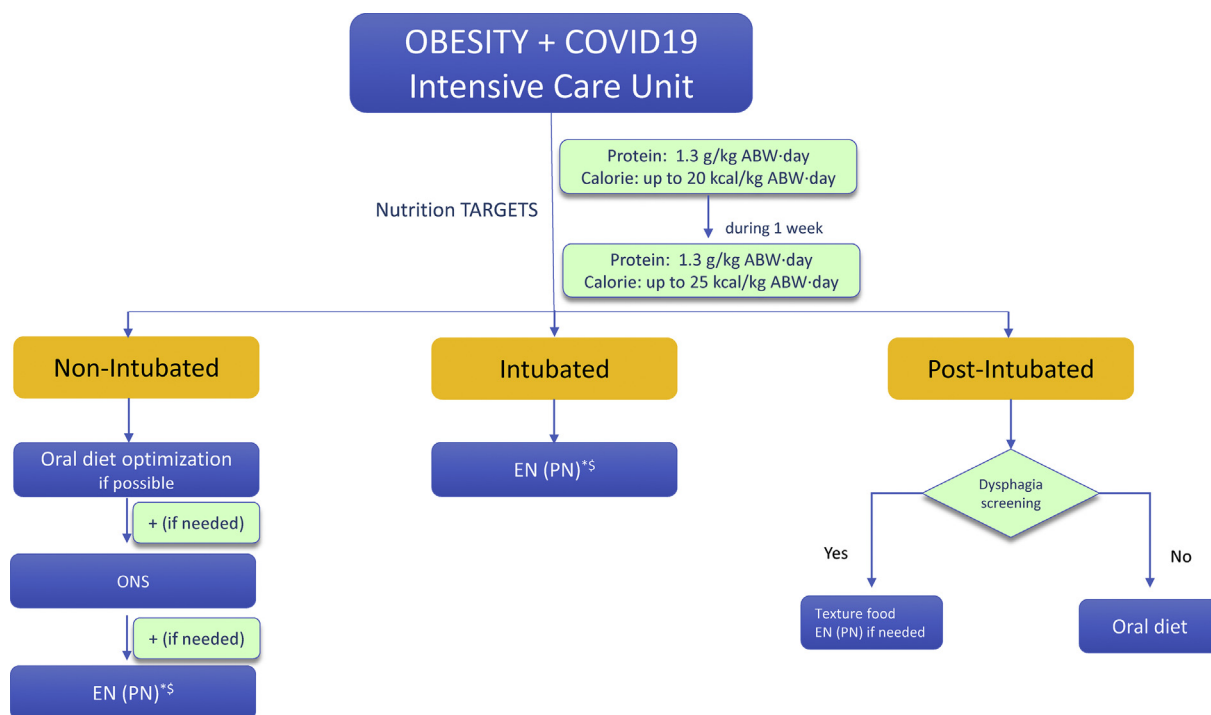 OBESITY + COVID19
Intensive Care Unit
Protein: 1.3 g/kg ABW·day
Calorie: up to 20 kcal/kg ABW·day
Nutrition TARGETS
during 1 week
Protein: 1.3 g/kg ABW·day
Calorie: up to 25 kcal/kg ABW·day
Non-Intubated
Intubated
Post-Intubated
Oral diet optimization
if possible
EN (PN)*$
Dysphagia
screening
+ (if needed)
Yes
No
ONS
Texture food
EN (PN) if needed
Oral diet
+ (if needed)
EN (PN)*$